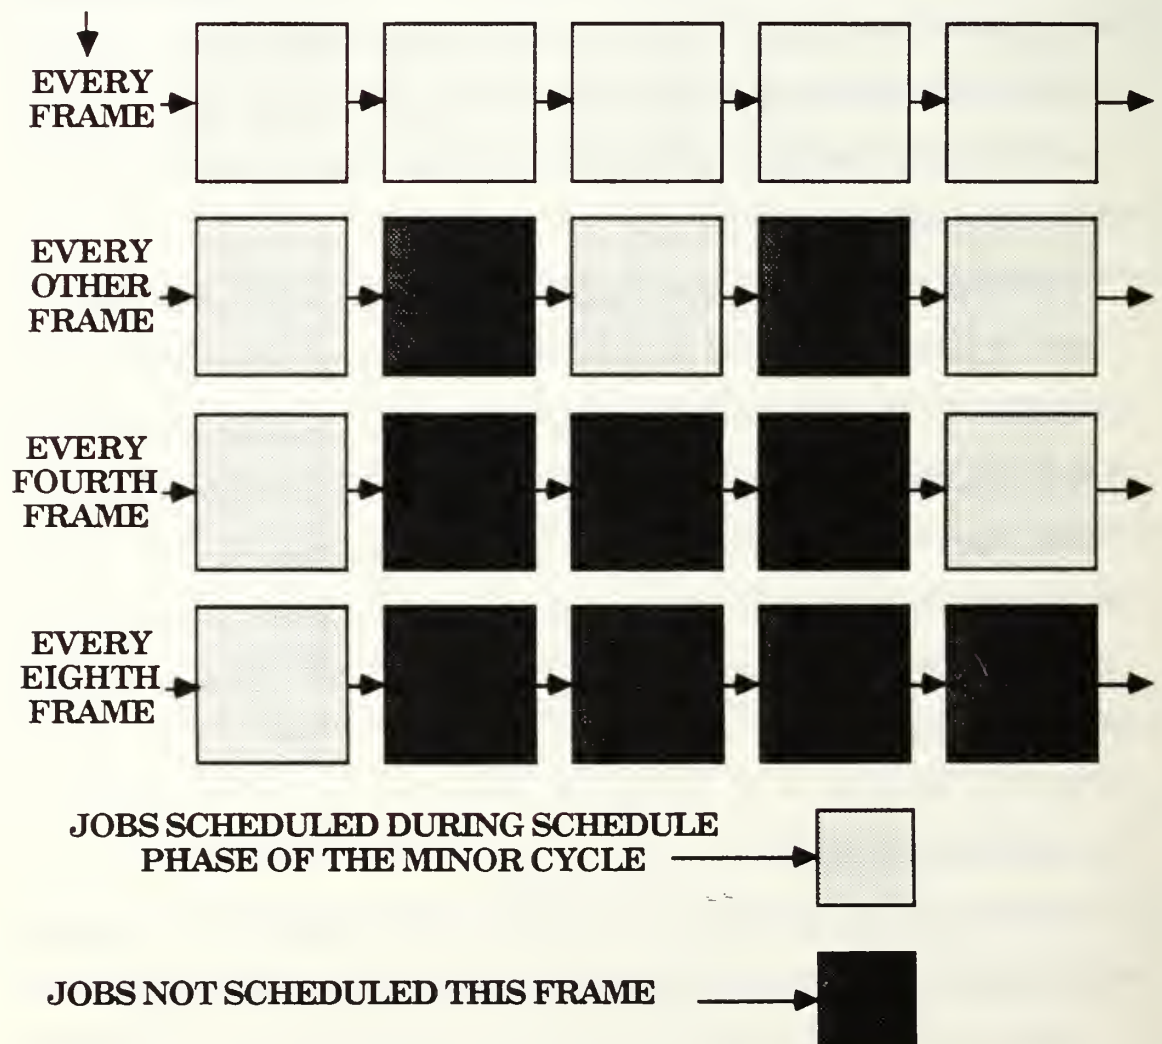 EVERY
FRAME
EVERY
OTHER
FRAME
EVERY
FOURTH
FRAME
EVERY
EIGHTH
FRAME
JOBS SCHEDULED DURING SCHEDULE
PHASE OF THE MINOR CYCLE
JOBS NOT SCHEDULED THIS FRAME